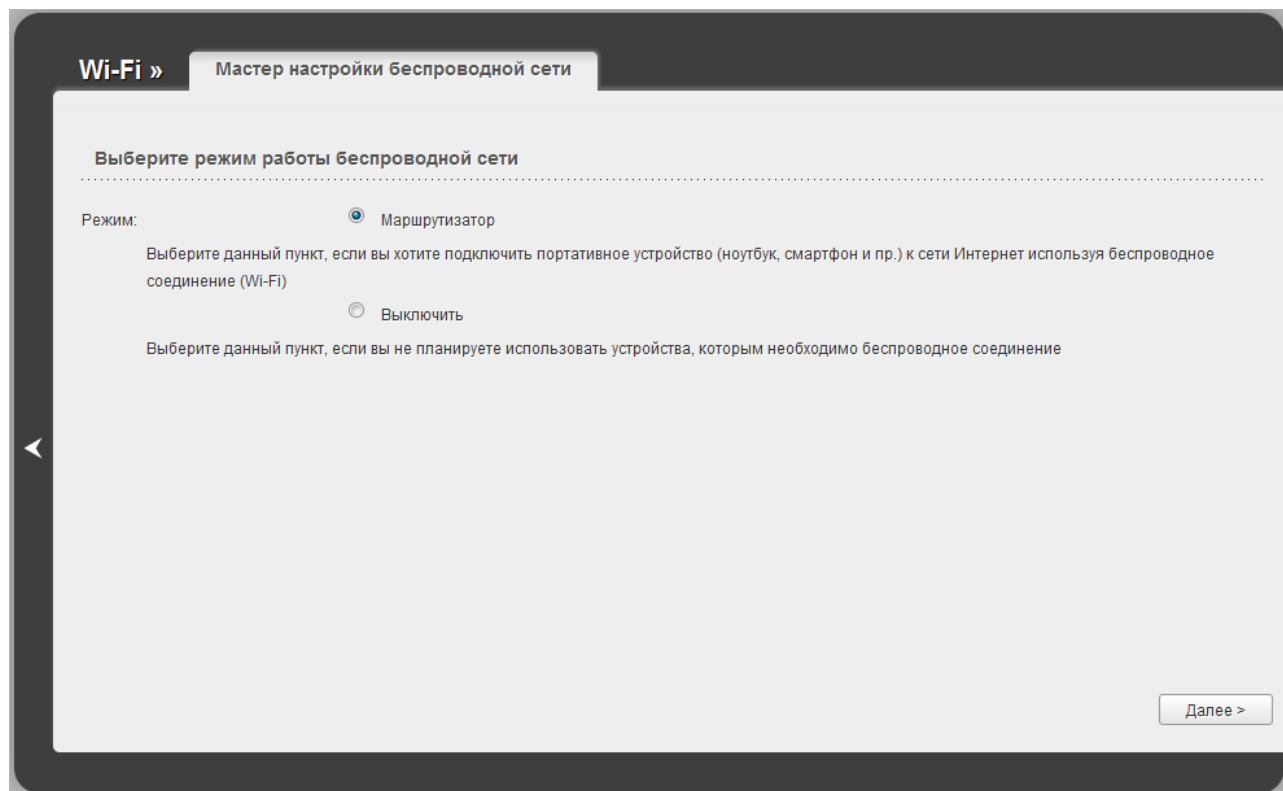 Wi-Fi »
Мастер настройки беспроводной сети
Выберите режим работы беспроводной сети
Режим:
Маршрутизатор
Выберите данный пункт, если вы хотите подключить портативное устройство (ноутбук, смартфон и пр.) к сети Интернет используя беспроводное
соединение (Wi-Fi)
Выключить
Выберите данный пункт, если вы не планируете использовать устройства, которым необходимо беспроводное соединение
Далее >